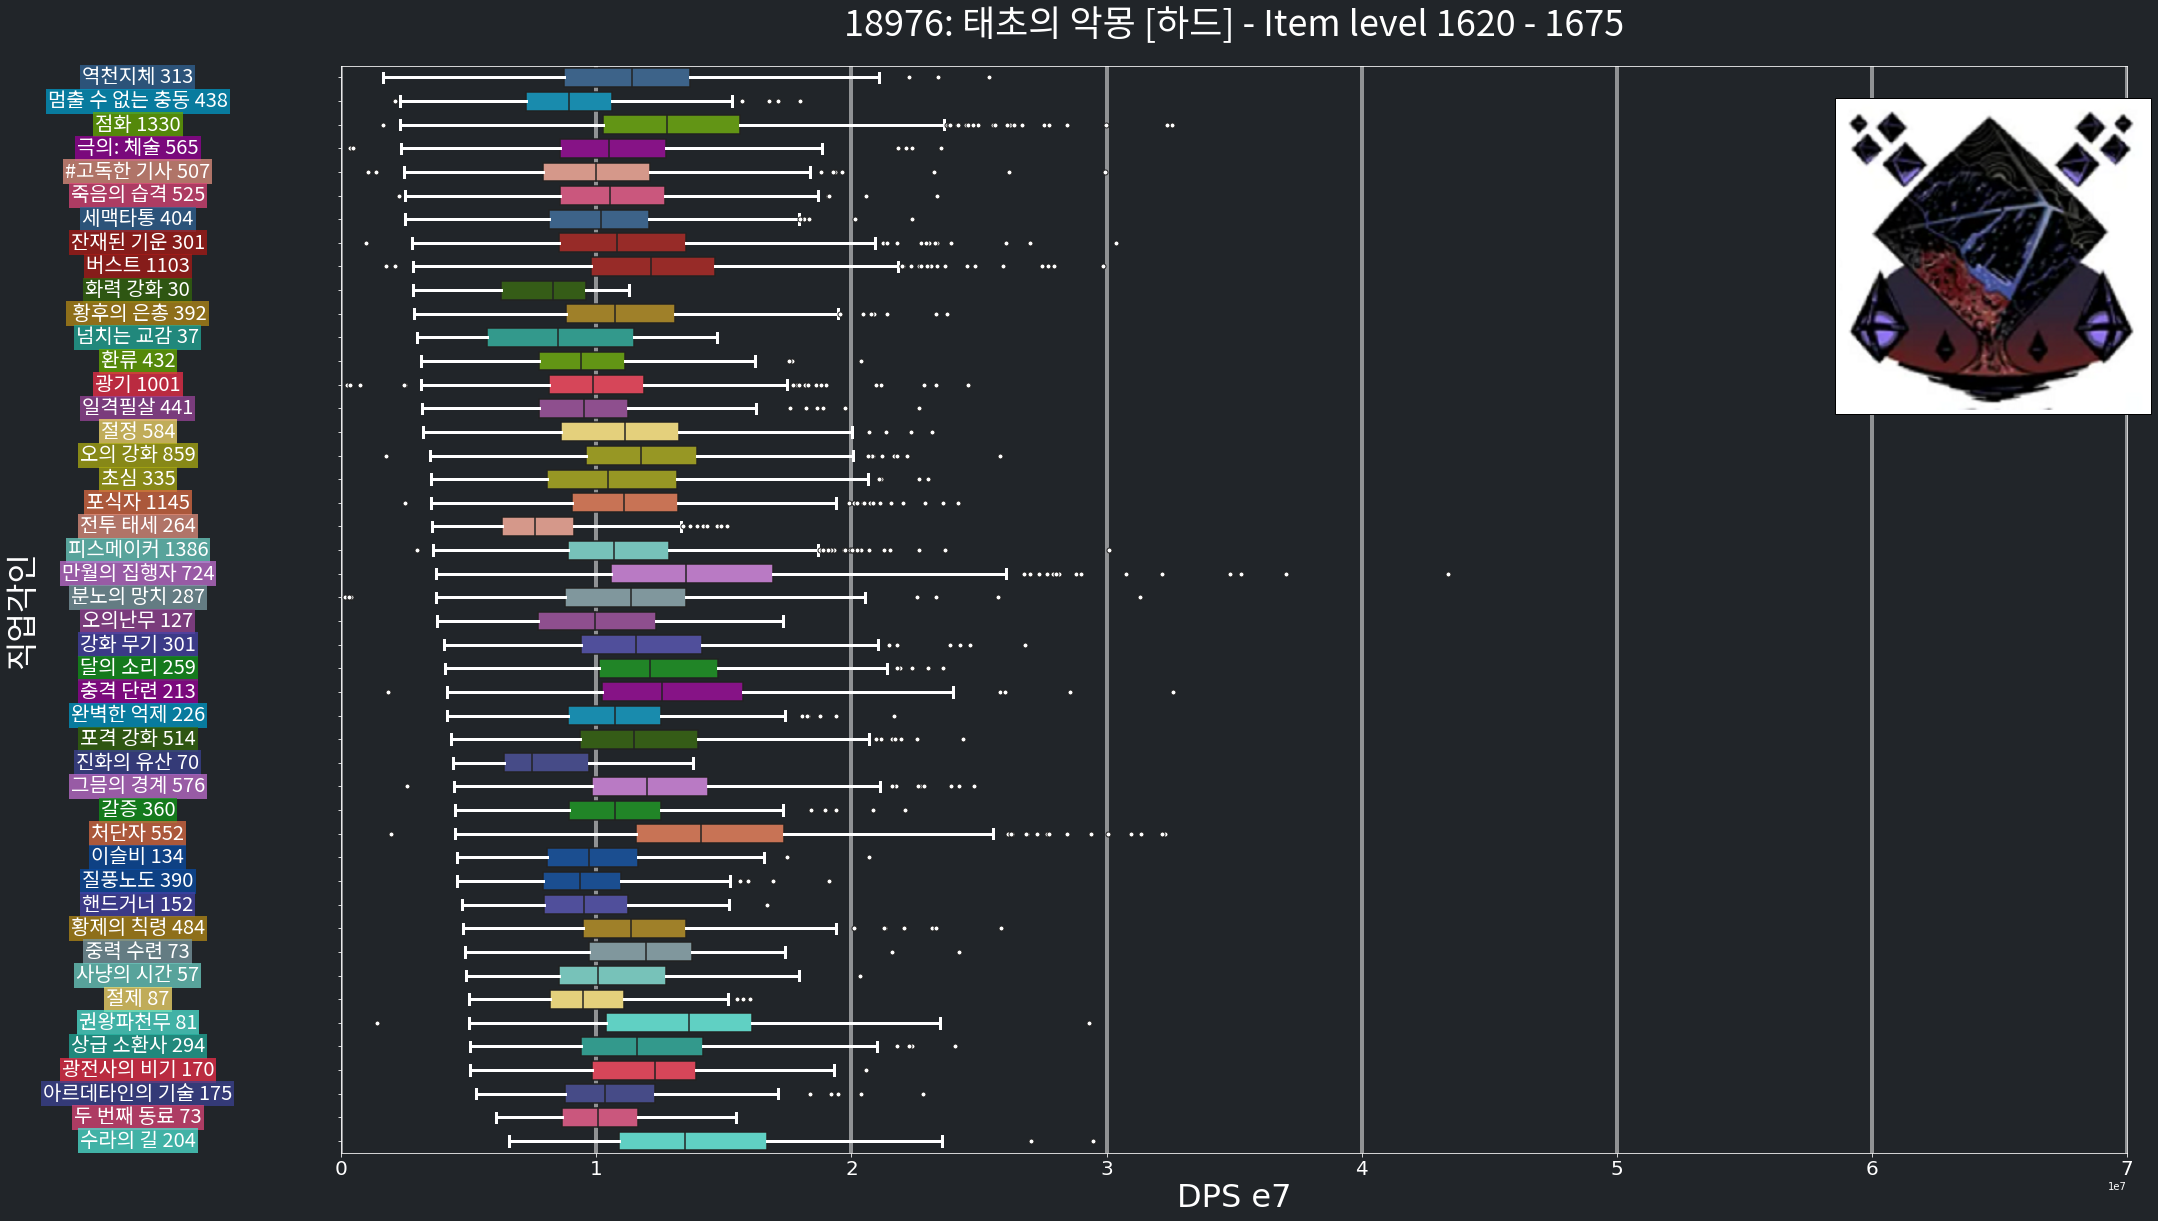 18976: 태초의 악몽 [하드] - Item level 1620 - 1675
역천지체 313
멈출 수 없는 충동 438
점화 1330
극의: 체술 565
#고독한 기사 507
죽음의 습격 525
세맥타통 404
잔재된 기운 301
버스트 1103
화력 강화 30
황후의 은총 392
넘치는 교감 37
환류 432
광기 1001
일격필살 441
절정 584
오의 강화 859
초심 335
포식자 1145
전투 태세 264
피스메이커 1386
만월의 집행자 724
분노의 망치 287
오의난무 127
강화 무기 301
달의 소리 259
충격 단련 213
완벽한 억제 226
포격 강화 514
진화의 유산 70
그믐의 경계 576
갈증 360
처단자 552
이슬비 134
질풍노도 390
핸드거너 152
황제의 칙령 484
중력 수련 73
사냥의 시간 57
절제 87
권왕파천무 81
상급 소환사 294
광전사의 비기 170
아르데타인의 기술 175
두 번째 동료 73
수라의 길 204
직업각인
0 1 2 3 4 5 6 7
1e7
DPS e7